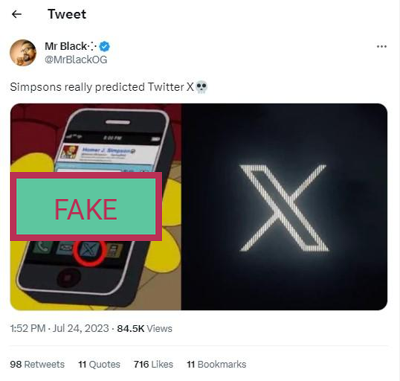 Tweet
Mr Black
@MrBlackOG
Simpsons really predicted Twitter X💀
Homer J. Simpson
FAKE
X
1:52 PM · Jul 24, 2023 · 84.5K Views
98 Retweets 11 Quotes 716 Likes 11 Bookmarks